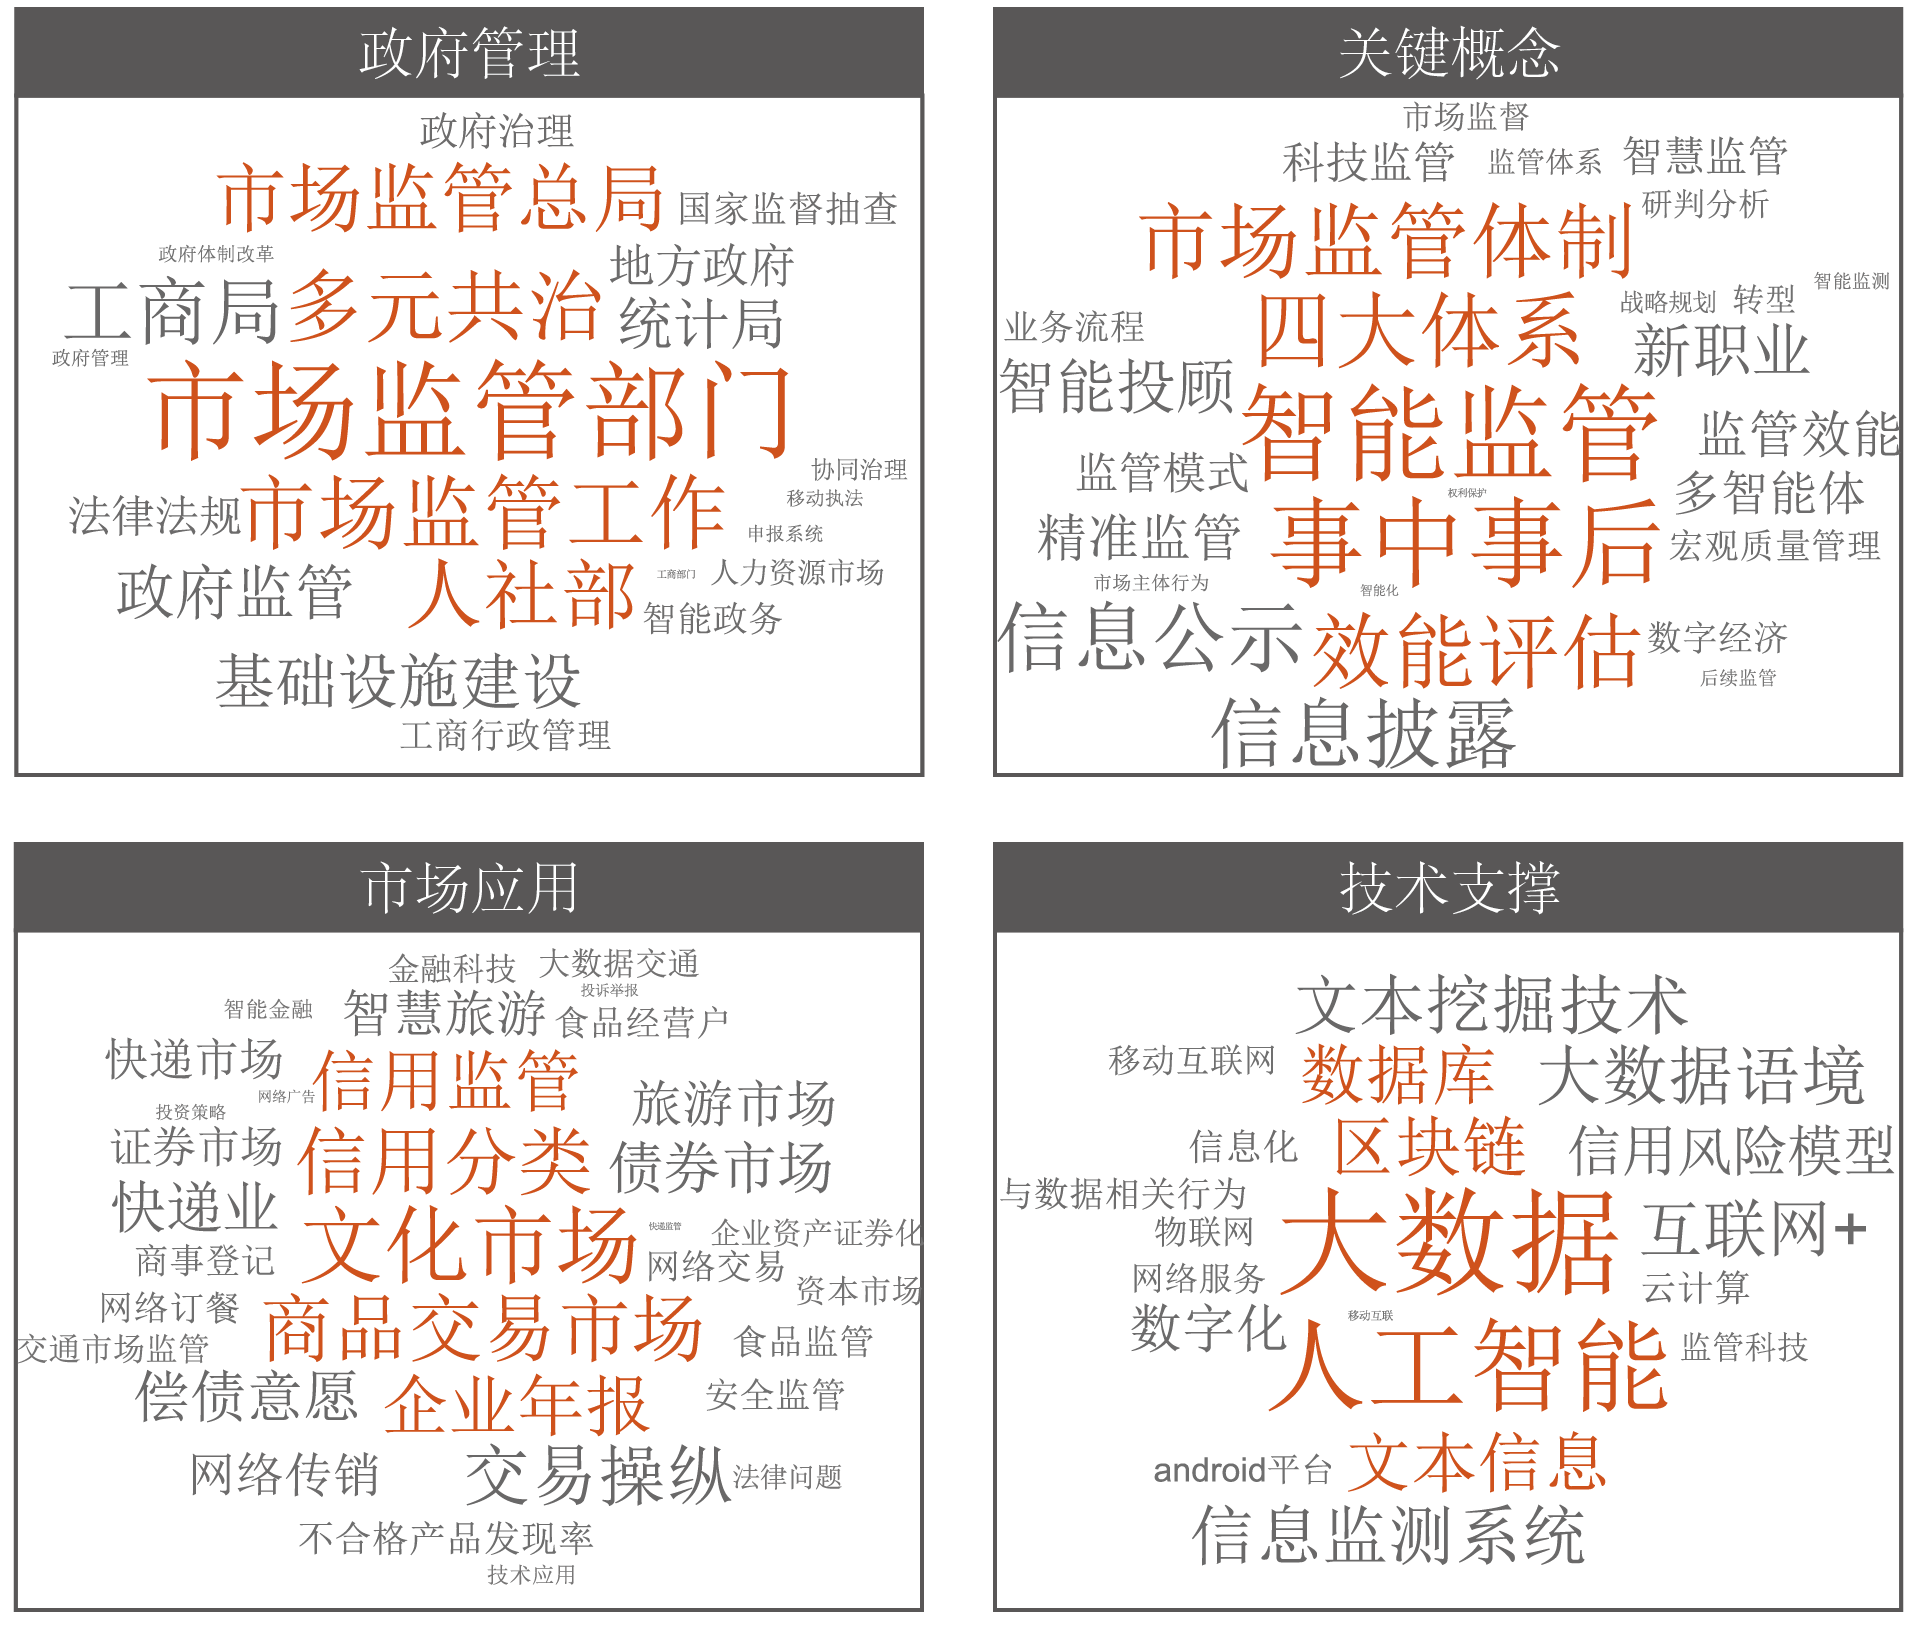 政府管理
政府治理
市场监管总局
国家监督抽查
政府体制改革
地方政府
工商局
多元共治
统计局
政府管理
市场监管部门
协同治理
移动执法
法律法规
市场监管工作
申报系统
政府监管
人社部
工商部门
人力资源市场
智能政务
基础设施建设
工商行政管理
关键概念
市场监督
科技监管
监管体系
智慧监管
研判分析
市场监管体制
智能监测
业务流程
四大体系
战略规划
转型
新职业
智能投顾
智能监管
监管效能
监管模式
权利保护
多智能体
精准监管
事中事后
宏观质量管理
市场主体行为
智能化
信息公示
效能评估
数字经济
后续监管
信息披露
市场应用
金融科技
大数据交通
投诉举报
智能金融
智慧旅游
食品经营户
快递市场
信用监管
网络广告
旅游市场
投资策略
证券市场
信用分类
债券市场
快递业
文化市场
快递监管
企业资产证券化
商事登记
网络交易
资本市场
网络订餐
商品交易市场
交通市场监管
食品监管
偿债意愿
企业年报
安全监管
网络传销
交易操纵
法律问题
不合格产品发现率
技术应用
技术支撑
文本挖掘技术
移动互联网
数据库
大数据语境
信息化
区块链
信用风险模型
与数据相关行为
大数据
物联网
互联网+
网络服务
云计算
数字化
移动互联
人工智能
监管科技
android平台
文本信息
信息监测系统